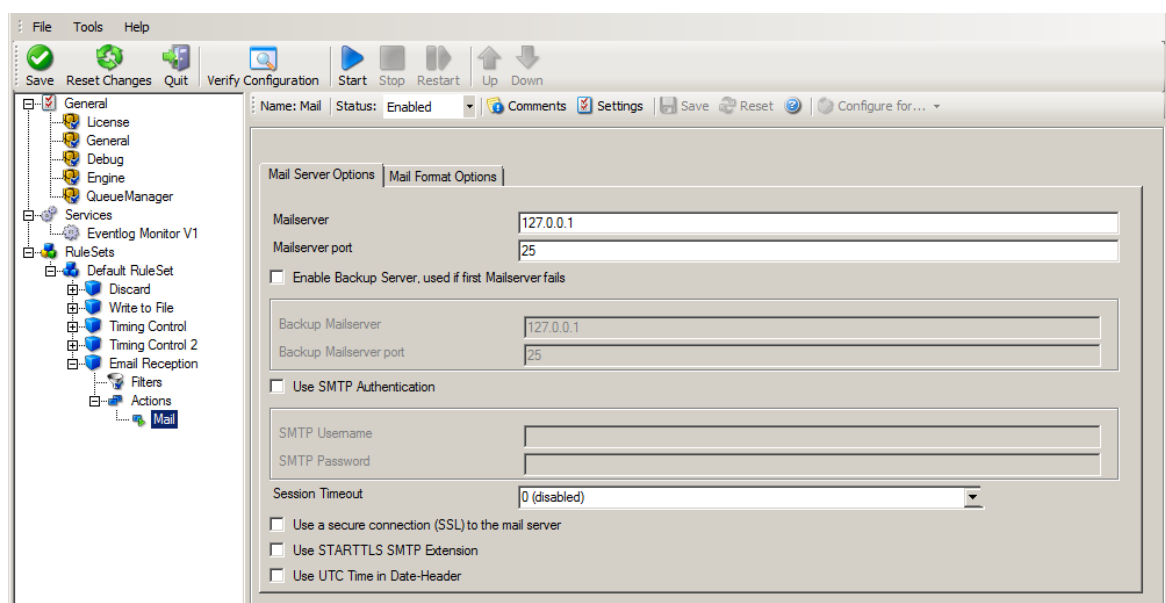 File Tools Help
Save Reset Changes Quit Verify Configuration Start Stop Restart Up Down
General
License
General
Debug
Engine
QueueManager
Services
Eventlog Monitor V1
RuleSets
Default RuleSet
Discard
Write to File
Timing Control
Timing Control 2
Email Reception
Filters
Actions
Mail
Name: Mail Status: Enabled Comments Settings Save Reset Configure for...
Mail Server Options Mail Format Options
Mailserver 127.0.0.1
Mailserver port 25
Enable Backup Server, used if first Mailserver fails
Backup Mailserver 127.0.0.1
Backup Mailserver port 25
Use SMTP Authentication
SMTP Username
SMTP Password
Session Timeout 0 (disabled)
Use a secure connection (SSL) to the mail server
Use STARTTLS SMTP Extension
Use UTC Time in Date-Header